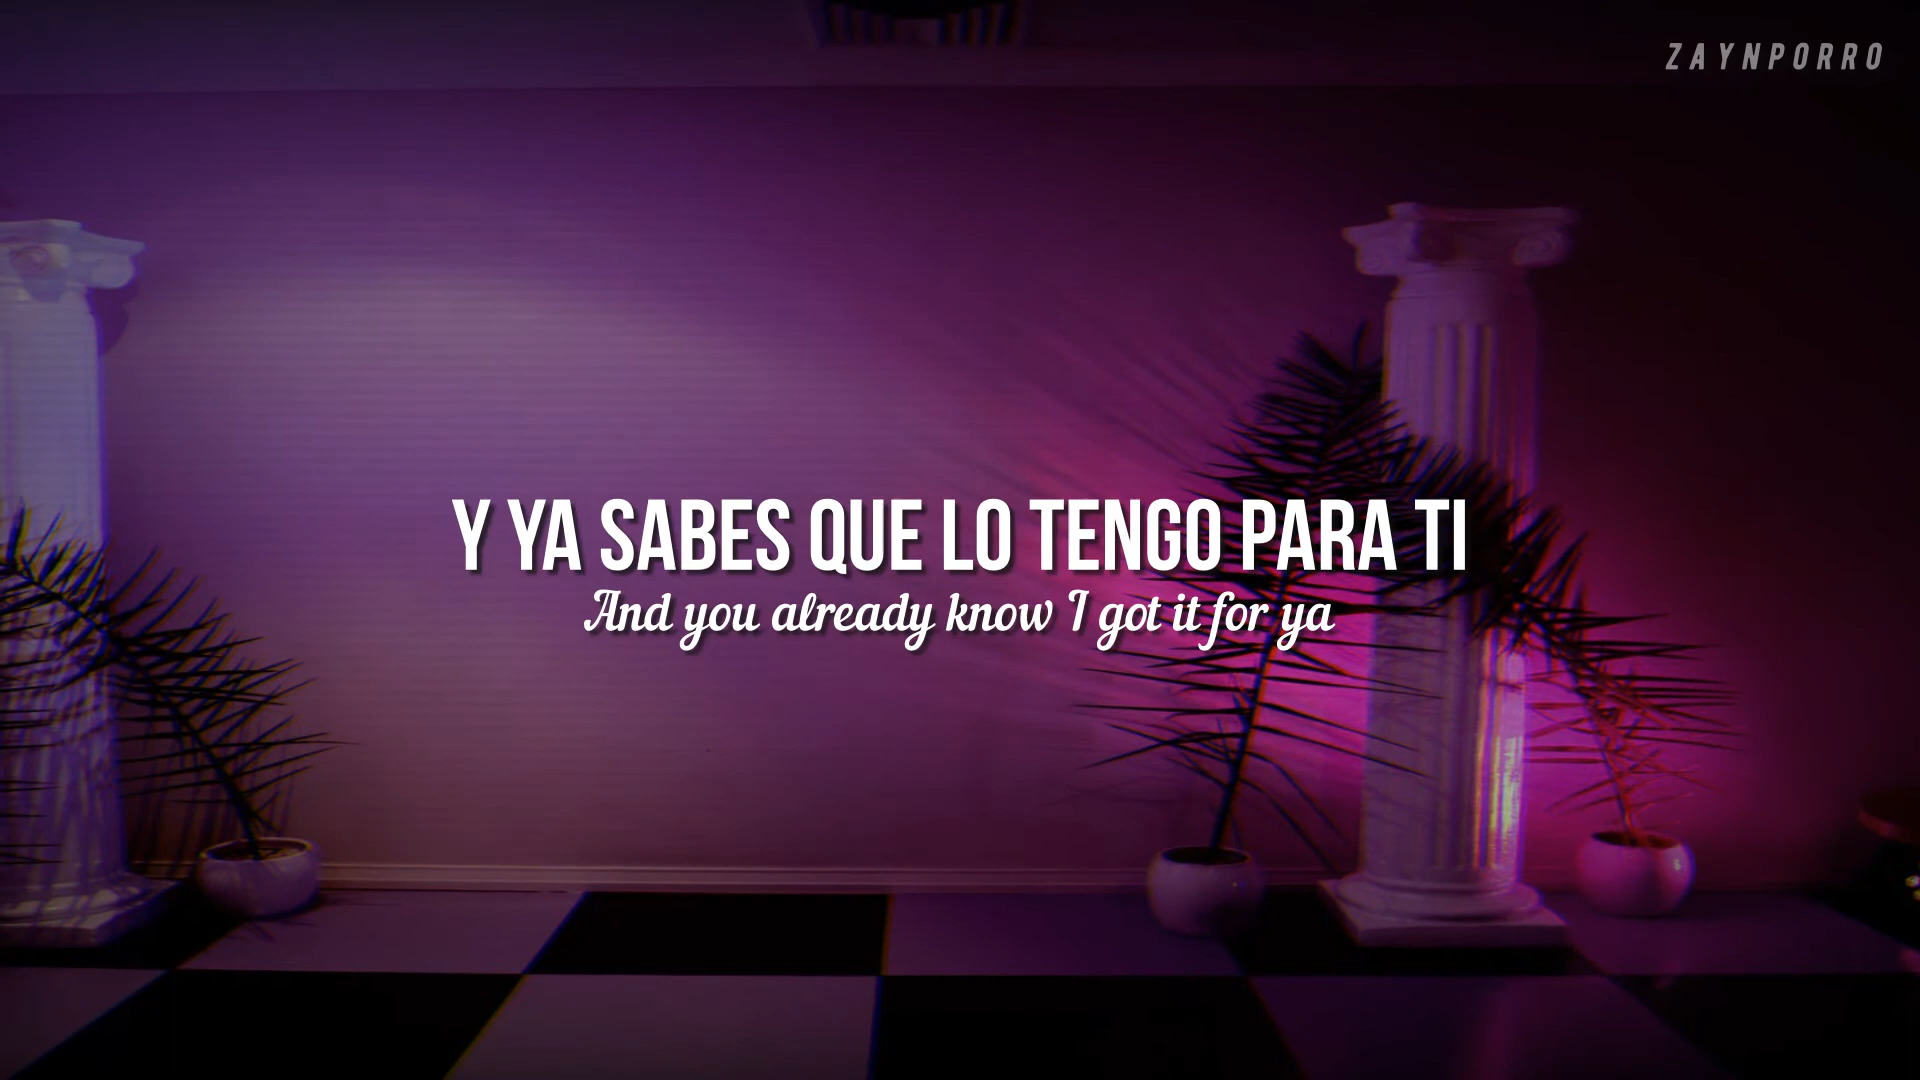 ZAYNPORRO
Y YA SABES QUE LO TENGO PARA TI
And you already know I got it for ya